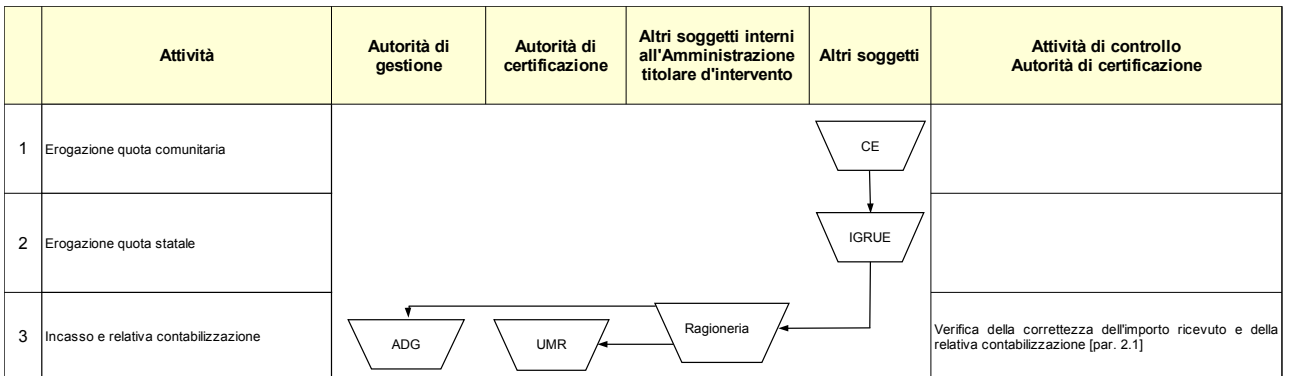 Attività
Autorità di
gestione
Autorità di
certificazione
Altri soggetti interni
all'Amministrazione
titolare d'intervento
Altri soggetti
Attività di controllo
Autorità di certificazione
1
Erogazione quota comunitaria
CE
2
Erogazione quota statale
IGRUE
3
Incasso e relativa contabilizzazione
ADG
UMR
Ragioneria
Verifica della correttezza dell'importo ricevuto e della
relativa contabilizzazione [par. 2.1]